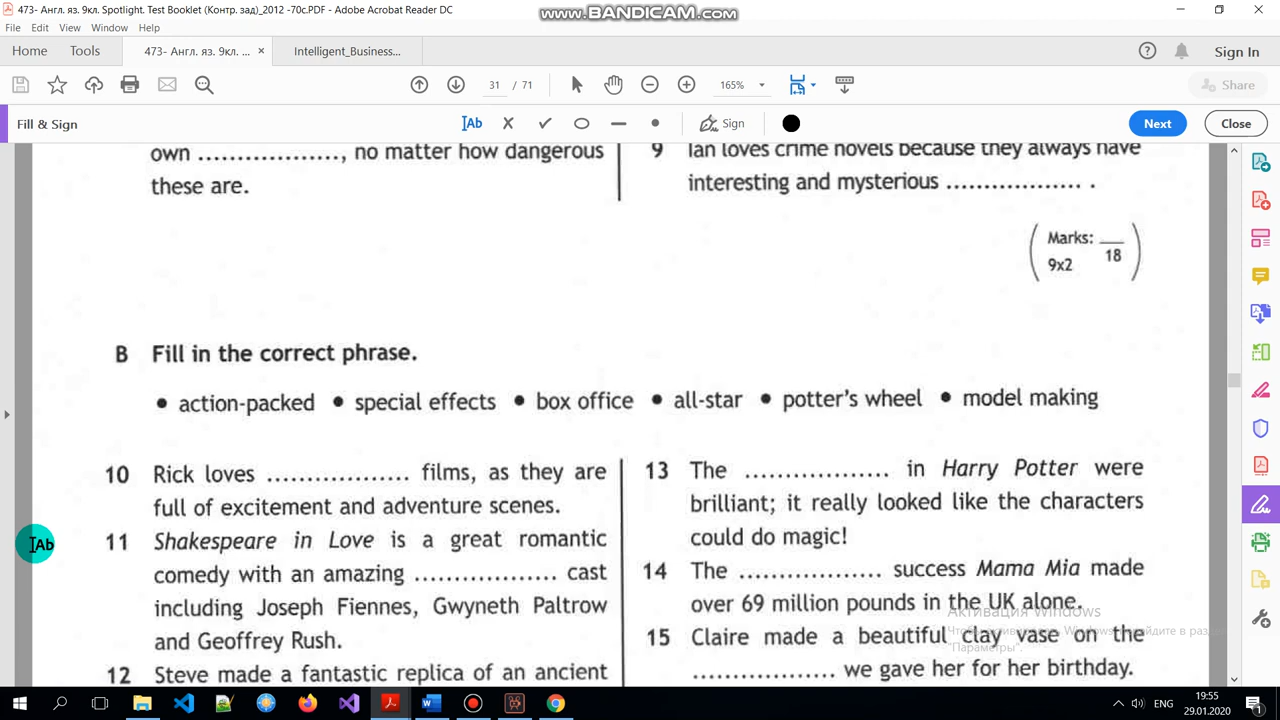 473- Англ. яз. 9кл. Spotlight. Test Booklet (Контр. зад)_2012 -70c.PDF - Adobe Acrobat Reader DC
WWW.BANDICAM.COM
File Edit View Window Help
Home Tools 473- Англ. яз. 9кл. ... × Intelligent_Business... Sign In
31 / 71 165% Share
Fill & Sign Ab Sign Next Close
own .................., no matter how dangerous
these are.
9 Ian loves crime novels because they always have
interesting and mysterious .................. .
Marks: __
18
9x2
B Fill in the correct phrase.
• action-packed • special effects • box office • all-star • potter's wheel • model making
10 Rick loves .................. films, as they are
full of excitement and adventure scenes.
11 Shakespeare in Love is a great romantic
comedy with an amazing .................. cast
including Joseph Fiennes, Gwyneth Paltrow
and Geoffrey Rush.
12 Steve made a fantastic replica of an ancient
13 The .................. in Harry Potter were
brilliant; it really looked like the characters
could do magic!
14 The .................. success Mama Mia made
over 69 million pounds in the UK alone.
15 Claire made a beautiful clay vase on the
.................. we gave her for her birthday.
Ab
Активация Windows
Windows
"Параметры".
ENG
19:55
29.01.2020
1